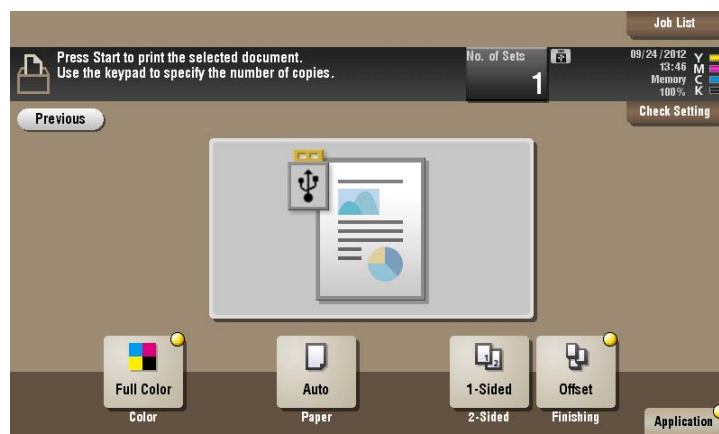 Job List
Press Start to print the selected document.
Use the keypad to specify the number of copies.
No. of Sets
1
09/24/2012
13:46
Memory
100%
Y
M
C
K
Previous
Check Setting
1 2
Full Color
Auto
1-Sided
Offset
Color
Paper
2-Sided
Finishing
Application